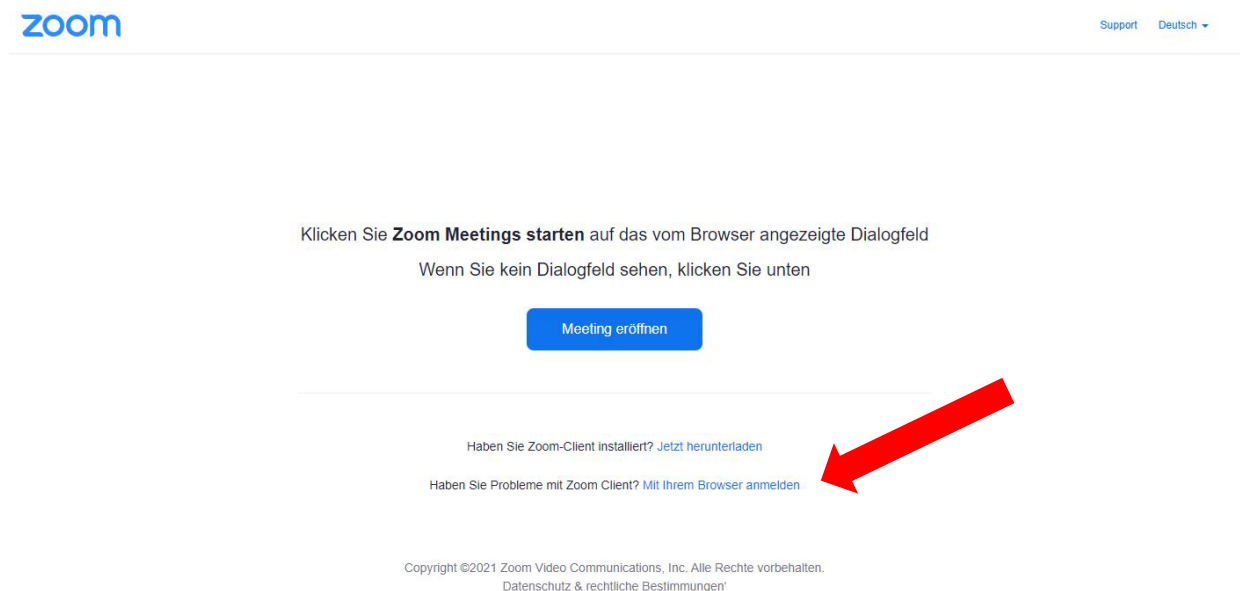 zoom
Support Deutsch
Klicken Sie Zoom Meetings starten auf das vom Browser angezeigte Dialogfeld
Wenn Sie kein Dialogfeld sehen, klicken Sie unten
Meeting eröffnen
Haben Sie Zoom-Client installiert? Jetzt herunterladen
Haben Sie Probleme mit Zoom Client? Mit Ihrem Browser anmelden
Copyright ©2021 Zoom Video Communications, Inc. Alle Rechte vorbehalten.
Datenschutz & rechtliche Bestimmungen'